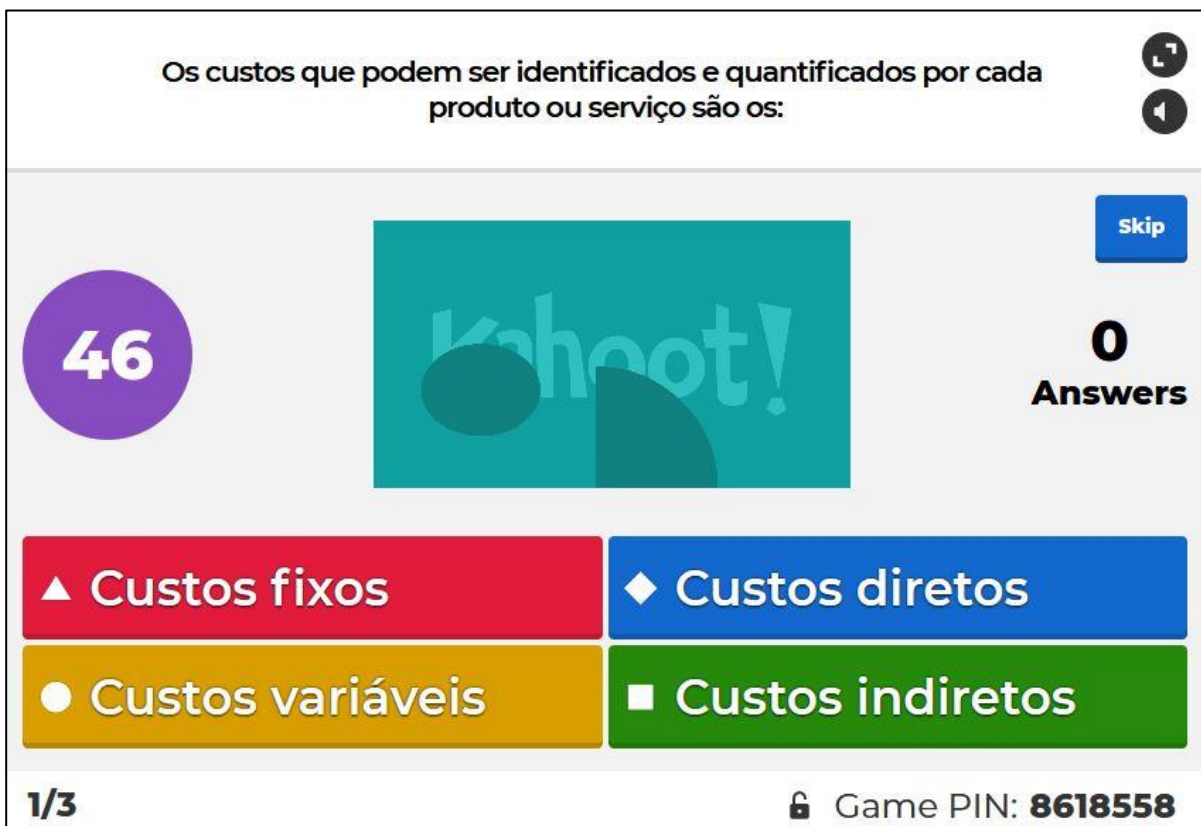 Os custos que podem ser identificados e quantificados por cada
produto ou serviço são os:
Skip
46
Kahoot!
0
Answers
Custos fixos
Custos diretos
Custos variáveis
Custos indiretos
1/3
Game PIN: 8618558